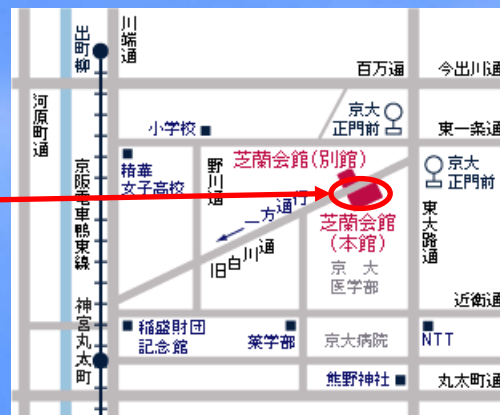 川端通
出町柳
百万遍
今出川通
河原町通
京大
正門前
小学校
東一条通
精華
女子高校
野川通
芝蘭会館(別館)
京大
正門前
京阪電車鴨東線
一方通行
芝蘭会館
(本館)
東大路通
旧白川通
京大
医学部
神宮丸太町
近衛通
稲盛財団
記念館
薬学部
京大病院
NTT
熊野神社
丸太町通